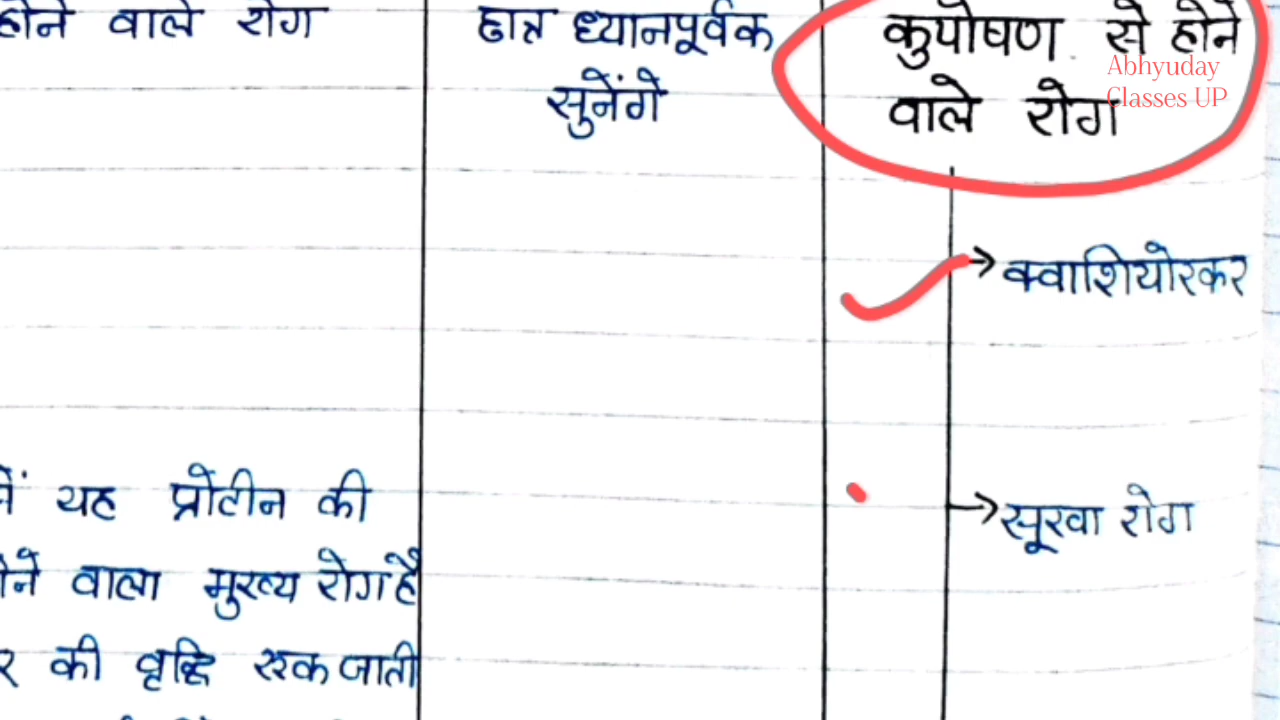 होने वाले रोग
छात्र ध्यानपूर्वक
सुनेंगे
कुपोषण से होने
वाले रोग
Abhyuday
Classes UP
क्वाशियोरकर
सूखा रोग
यह प्रोटीन की
वाला मुख्य रोग है
की वृद्धि रुक जाती